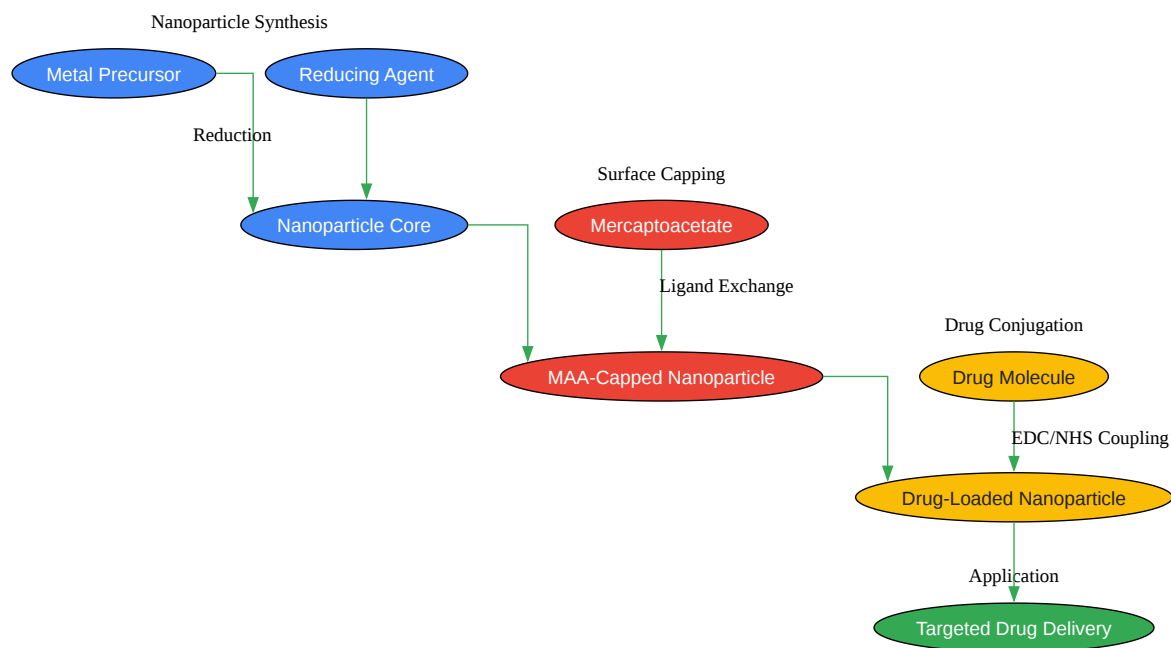 Nanoparticle Synthesis
Metal Precursor
Reducing Agent
Reduction
Surface Capping
Nanoparticle Core
Mercaptoacetate
Ligand Exchange
Drug Conjugation
MAA-Capped Nanoparticle
Drug Molecule
EDC/NHS Coupling
Drug-Loaded Nanoparticle
Application
Targeted Drug Delivery